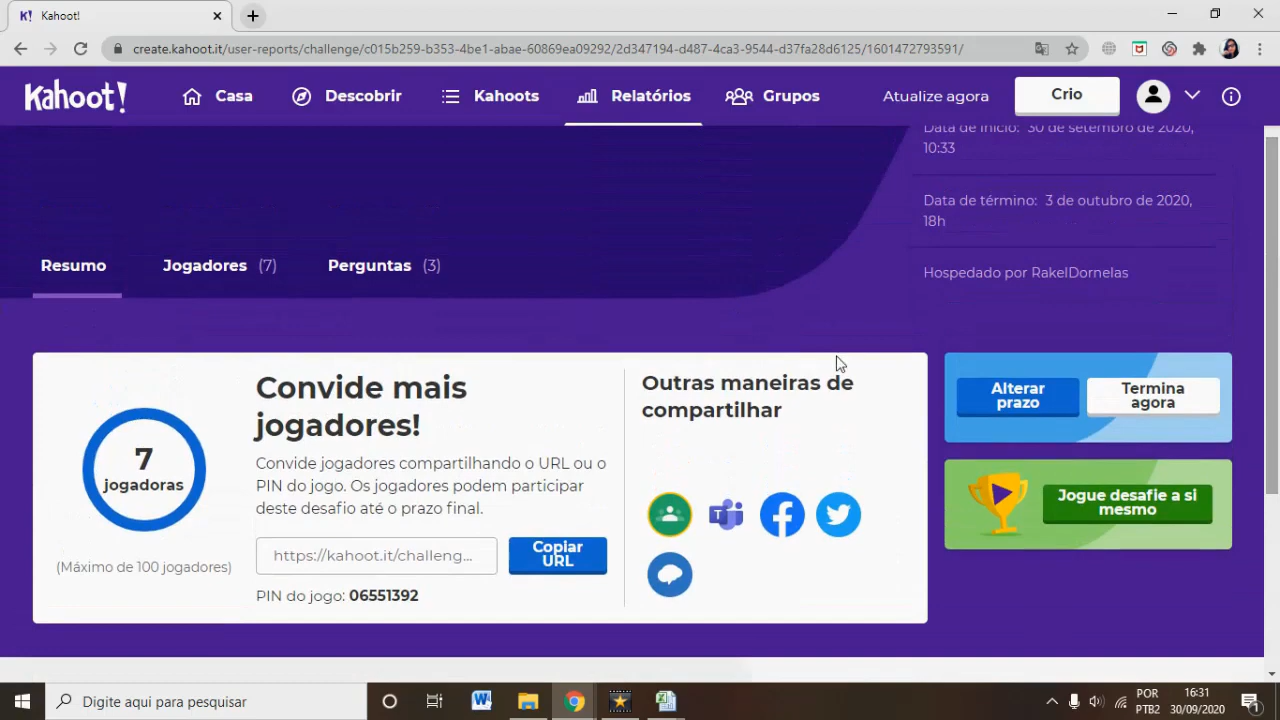 Kahoot!
create.kahoot.it/user-reports/challenge/c015b259-b353-4be1-abae-60869ea09292/2d347194-d487-4ca3-9544-d37fa28d6125/1601472793591/
Kahoot!
Casa
Descobrir
Kahoots
Relatórios
Grupos
Atualize agora
Crio
Data de início: 30 de setembro de 2020,
10:33
Data de término: 3 de outubro de 2020,
18h
Hospedado por RakelDornelas
Resumo
Jogadores (7)
Perguntas (3)
7
jogadoras
(Máximo de 100 jogadores)
Convide mais
jogadores!
Convide jogadores compartilhando o URL ou o
PIN do jogo. Os jogadores podem participar
deste desafio até o prazo final.
https://kahoot.it/challeng...
Copiar
URL
PIN do jogo: 06551392
Outras maneiras de
compartilhar
Alterar
prazo
Termina
agora
Jogue desafie a si
mesmo
Digite aqui para pesquisar
POR
PTB2
16:31
30/09/2020
1